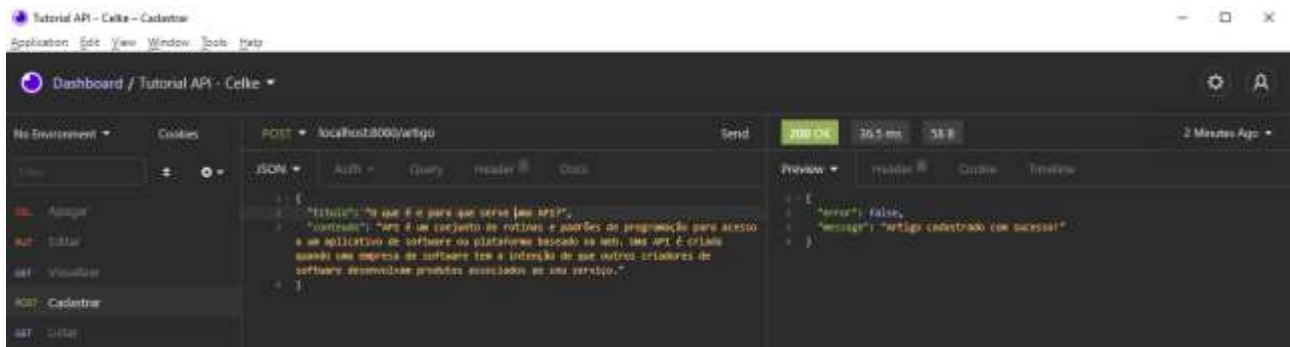 Tutorial API – Celke – Cadastrar
Application Edit View Window Tools Help
Dashboard / Tutorial API - Celke
No Environment Cookies
POST localhost:8000/artigo Send
200 OK 36.5 ms 58 B 2 Minutes Ago
Filter
JSON Auth Query Header Docs
Preview Header Cookie Timeline
DEL Apagar
PUT Editar
GET Visualizar
POST Cadastrar
GET Listar
{
"titulo": "O que é e para que serve uma API?",
"conteudo": "API é um conjunto de rotinas e padrões de programação para acesso
a um aplicativo de software ou plataforma baseado na Web. Uma API é criada
quando uma empresa de software tem a intenção de que outros criadores de
software desenvolvam produtos associados ao seu serviço."
}
{
"error": false,
"message": "Artigo cadastrado com sucesso!"
}